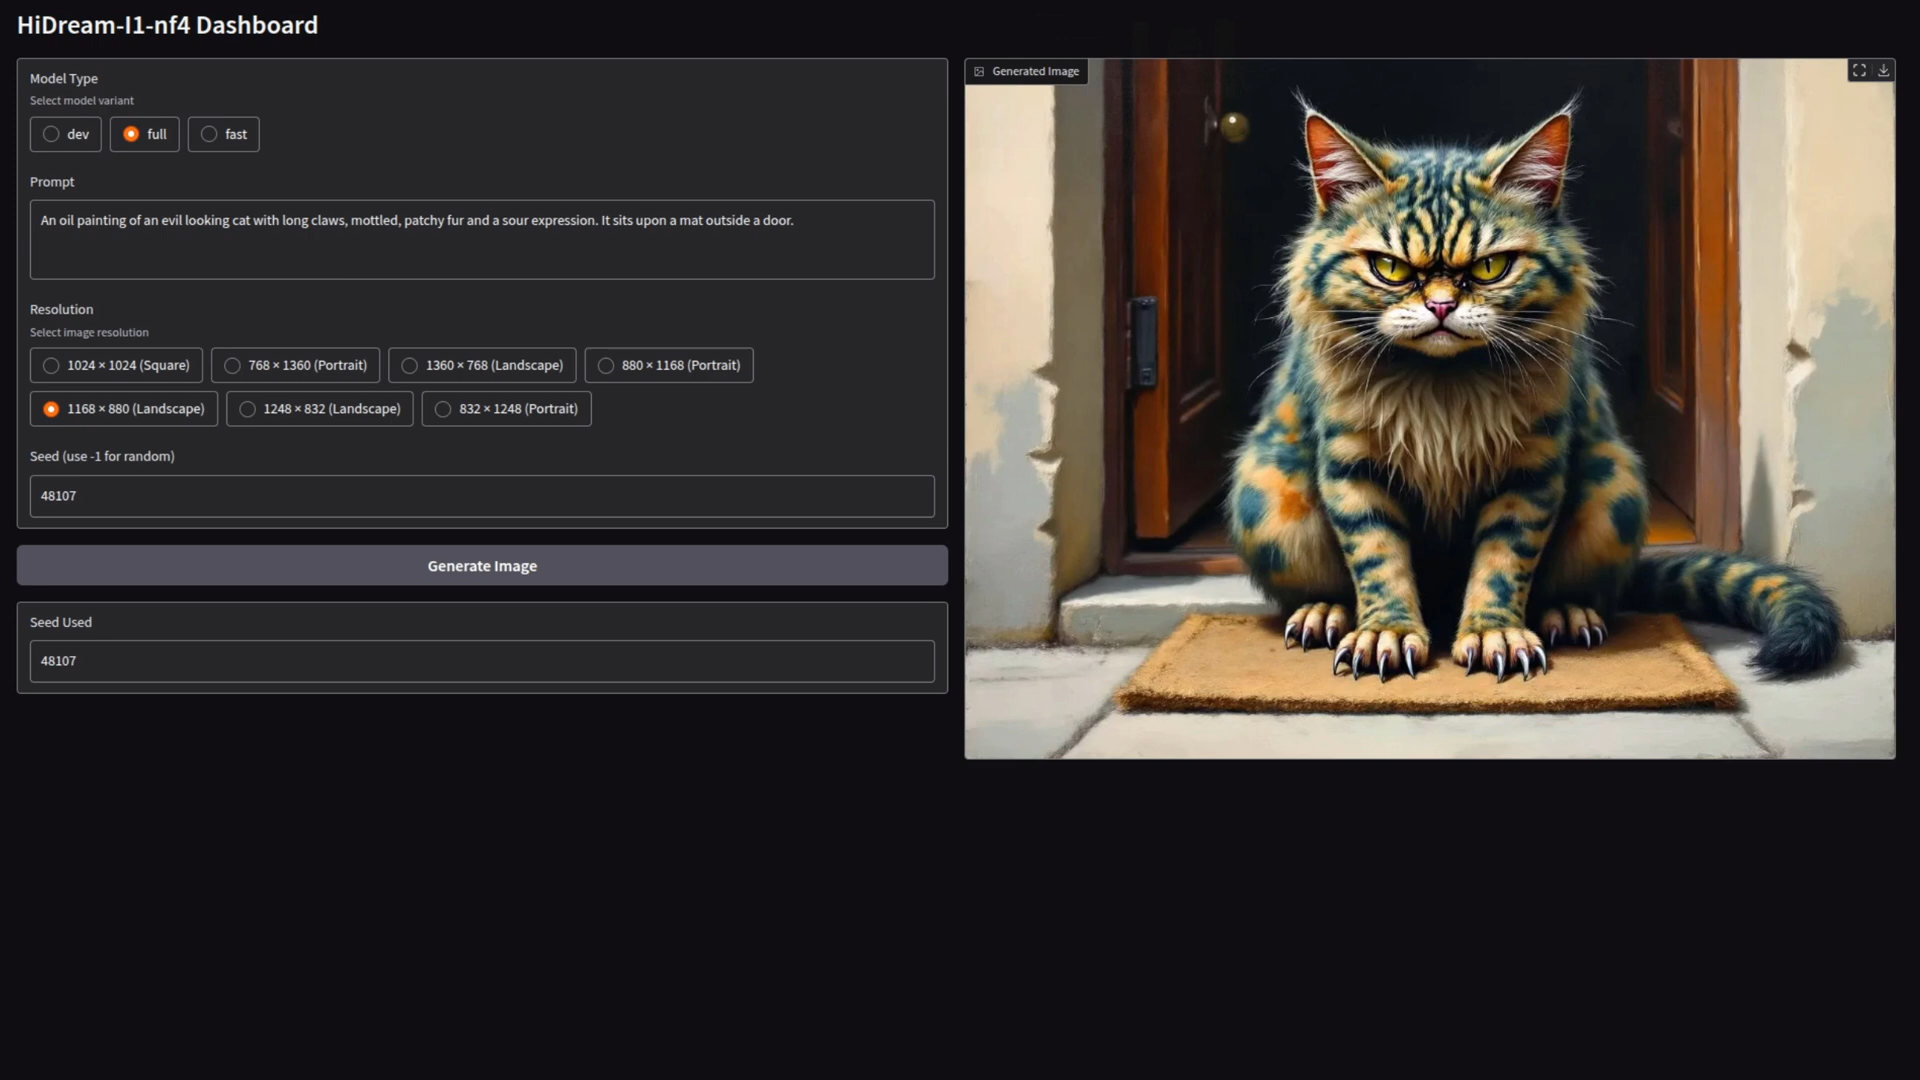 HiDream-I1-nf4 Dashboard
Model Type
Select model variant
dev full fast
Prompt
An oil painting of an evil looking cat with long claws, mottled, patchy fur and a sour expression. It sits upon a mat outside a door.
Resolution
Select image resolution
1024 × 1024 (Square) 768 × 1360 (Portrait) 1360 × 768 (Landscape) 880 × 1168 (Portrait)
1168 × 880 (Landscape) 1248 × 832 (Landscape) 832 × 1248 (Portrait)
Seed (use -1 for random)
48107
Generate Image
Seed Used
48107
Generated Image